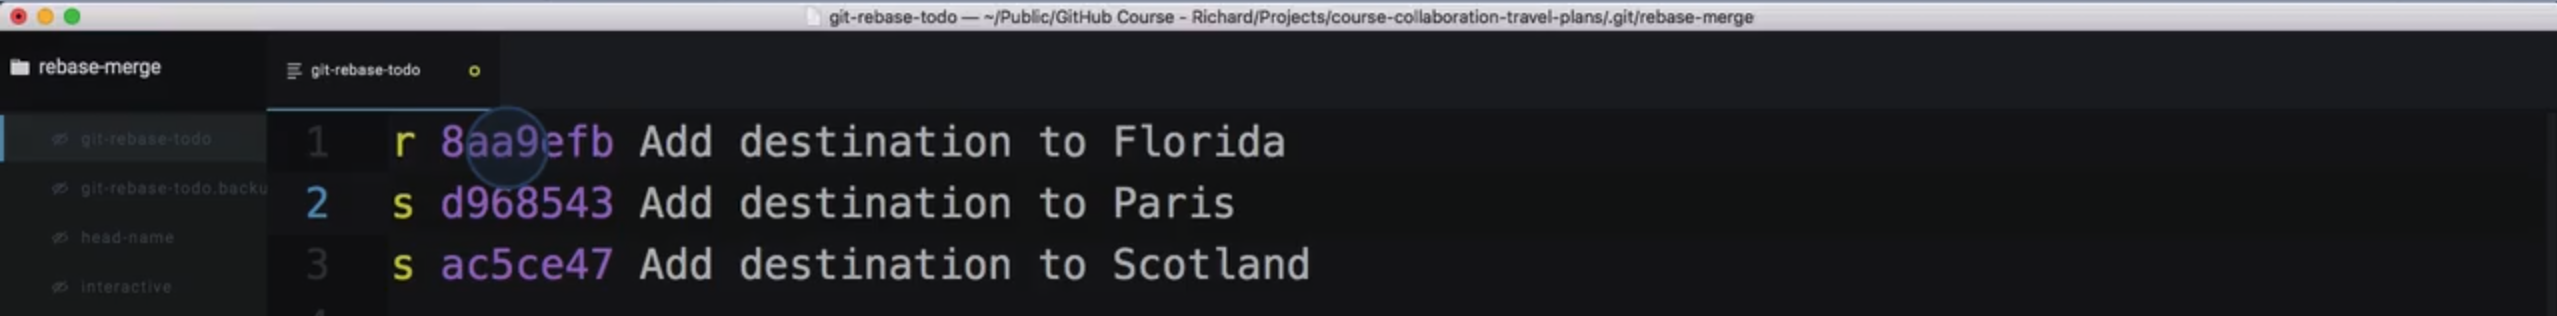 git-rebase-todo — ~/Public/GitHub Course - Richard/Projects/course-collaboration-travel-plans/.git/rebase-merge
rebase-merge
git-rebase-todo
git-rebase-todo
git-rebase-todo.backu
head-name
interactive
1 r 8aa9efb Add destination to Florida
2 s d968543 Add destination to Paris
3 s ac5ce47 Add destination to Scotland